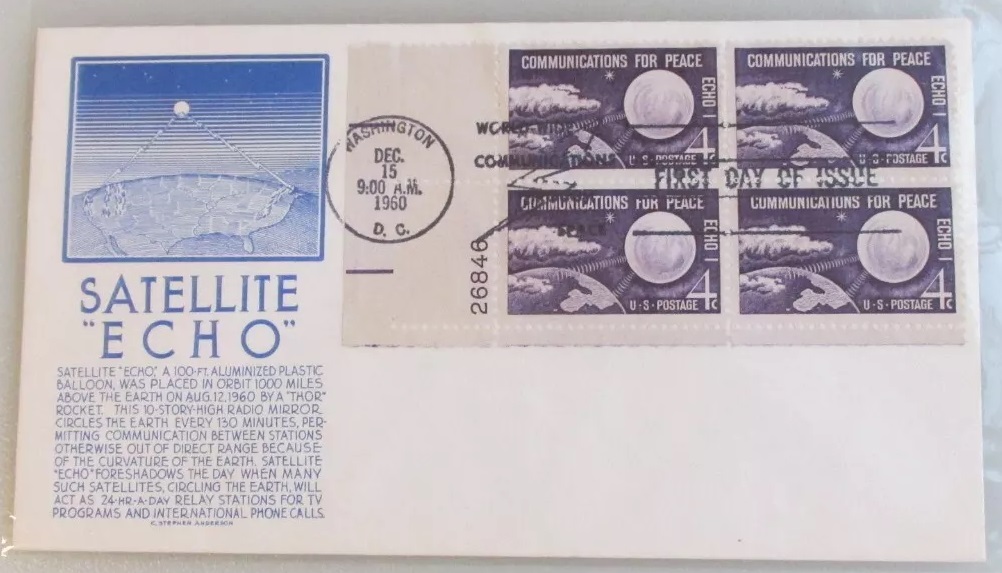 SATELLITE
"ECHO"
SATELLITE "ECHO," A 100-FT. ALUMINIZED PLASTIC
BALLOON, WAS PLACED IN ORBIT 1000 MILES
ABOVE THE EARTH ON AUG. 12, 1960 BY A "THOR"
ROCKET. THIS 10-STORY-HIGH RADIO MIRROR
CIRCLES THE EARTH EVERY 130 MINUTES, PER-
MITTING COMMUNICATION BETWEEN STATIONS
OTHERWISE OUT OF DIRECT RANGE BECAUSE
OF THE CURVATURE OF THE EARTH. SATELLITE
"ECHO" FORESHADOWS THE DAY WHEN MANY
SUCH SATELLITES, CIRCLING THE EARTH, WILL
ACT AS 24-HR-A-DAY RELAY STATIONS FOR TV
PROGRAMS AND INTERNATIONAL PHONE CALLS.
C. STEPHEN ANDERSON
WASHINGTON
DEC.
15
9:00 A.M.
1960
D. C.
WORLD-WIDE
COMMUNICATIONS
PEACE
FIRST DAY OF ISSUE
26846
COMMUNICATIONS FOR PEACE
ECHO I
U·S·POSTAGE 4c
COMMUNICATIONS FOR PEACE
ECHO I
U·S·POSTAGE 4c
COMMUNICATIONS FOR PEACE
ECHO I
U·S·POSTAGE 4c
COMMUNICATIONS FOR PEACE
ECHO I
U·S·POSTAGE 4c